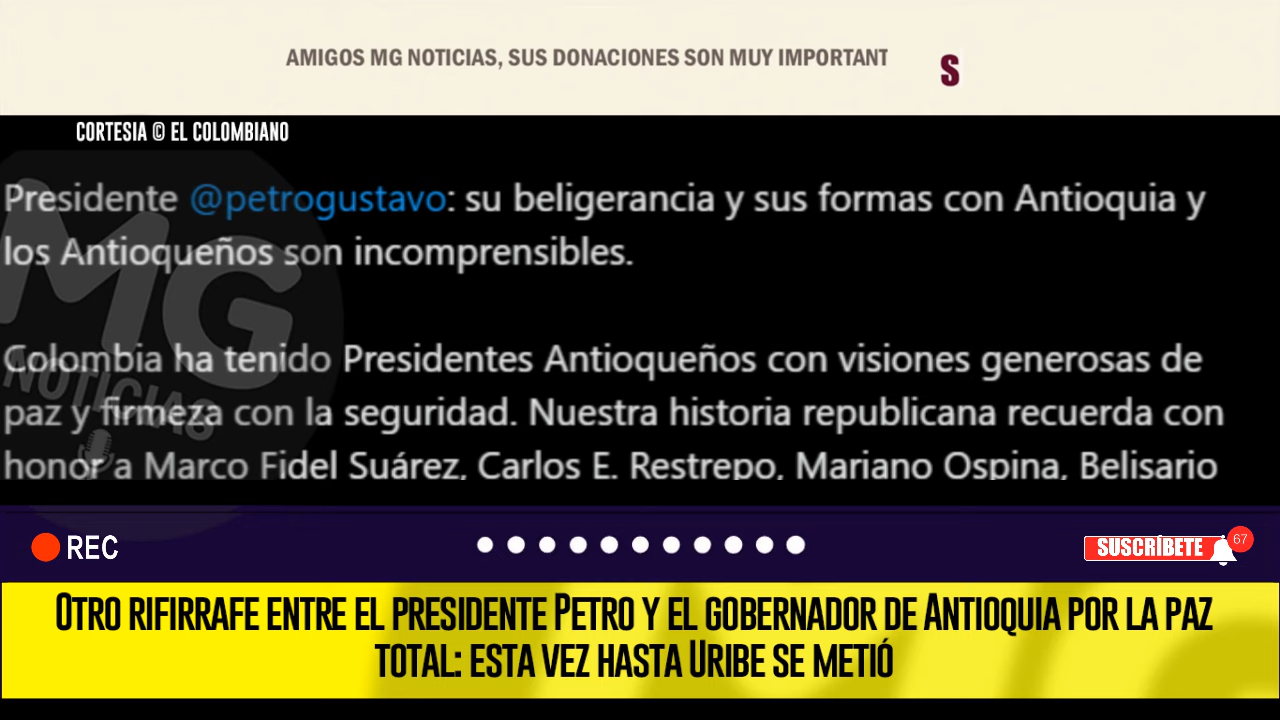 AMIGOS MG NOTICIAS, SUS DONACIONES SON MUY IMPORTANT S
CORTESIA © EL COLOMBIANO
Presidente @petrogustavo: su beligerancia y sus formas con Antioquia y
los Antioqueños son incomprensibles.
Colombia ha tenido Presidentes Antioqueños con visiones generosas de
paz y firmeza con la seguridad. Nuestra historia republicana recuerda con
honor a Marco Fidel Suárez, Carlos E. Restrepo, Mariano Ospina, Belisario
MG
NOTICIAS
REC
SUSCRÍBETE 67
OTRO RIFIRRAFE ENTRE EL PRESIDENTE PETRO Y EL GOBERNADOR DE ANTIOQUIA POR LA PAZ
TOTAL: ESTA VEZ HASTA URIBE SE METIÓ